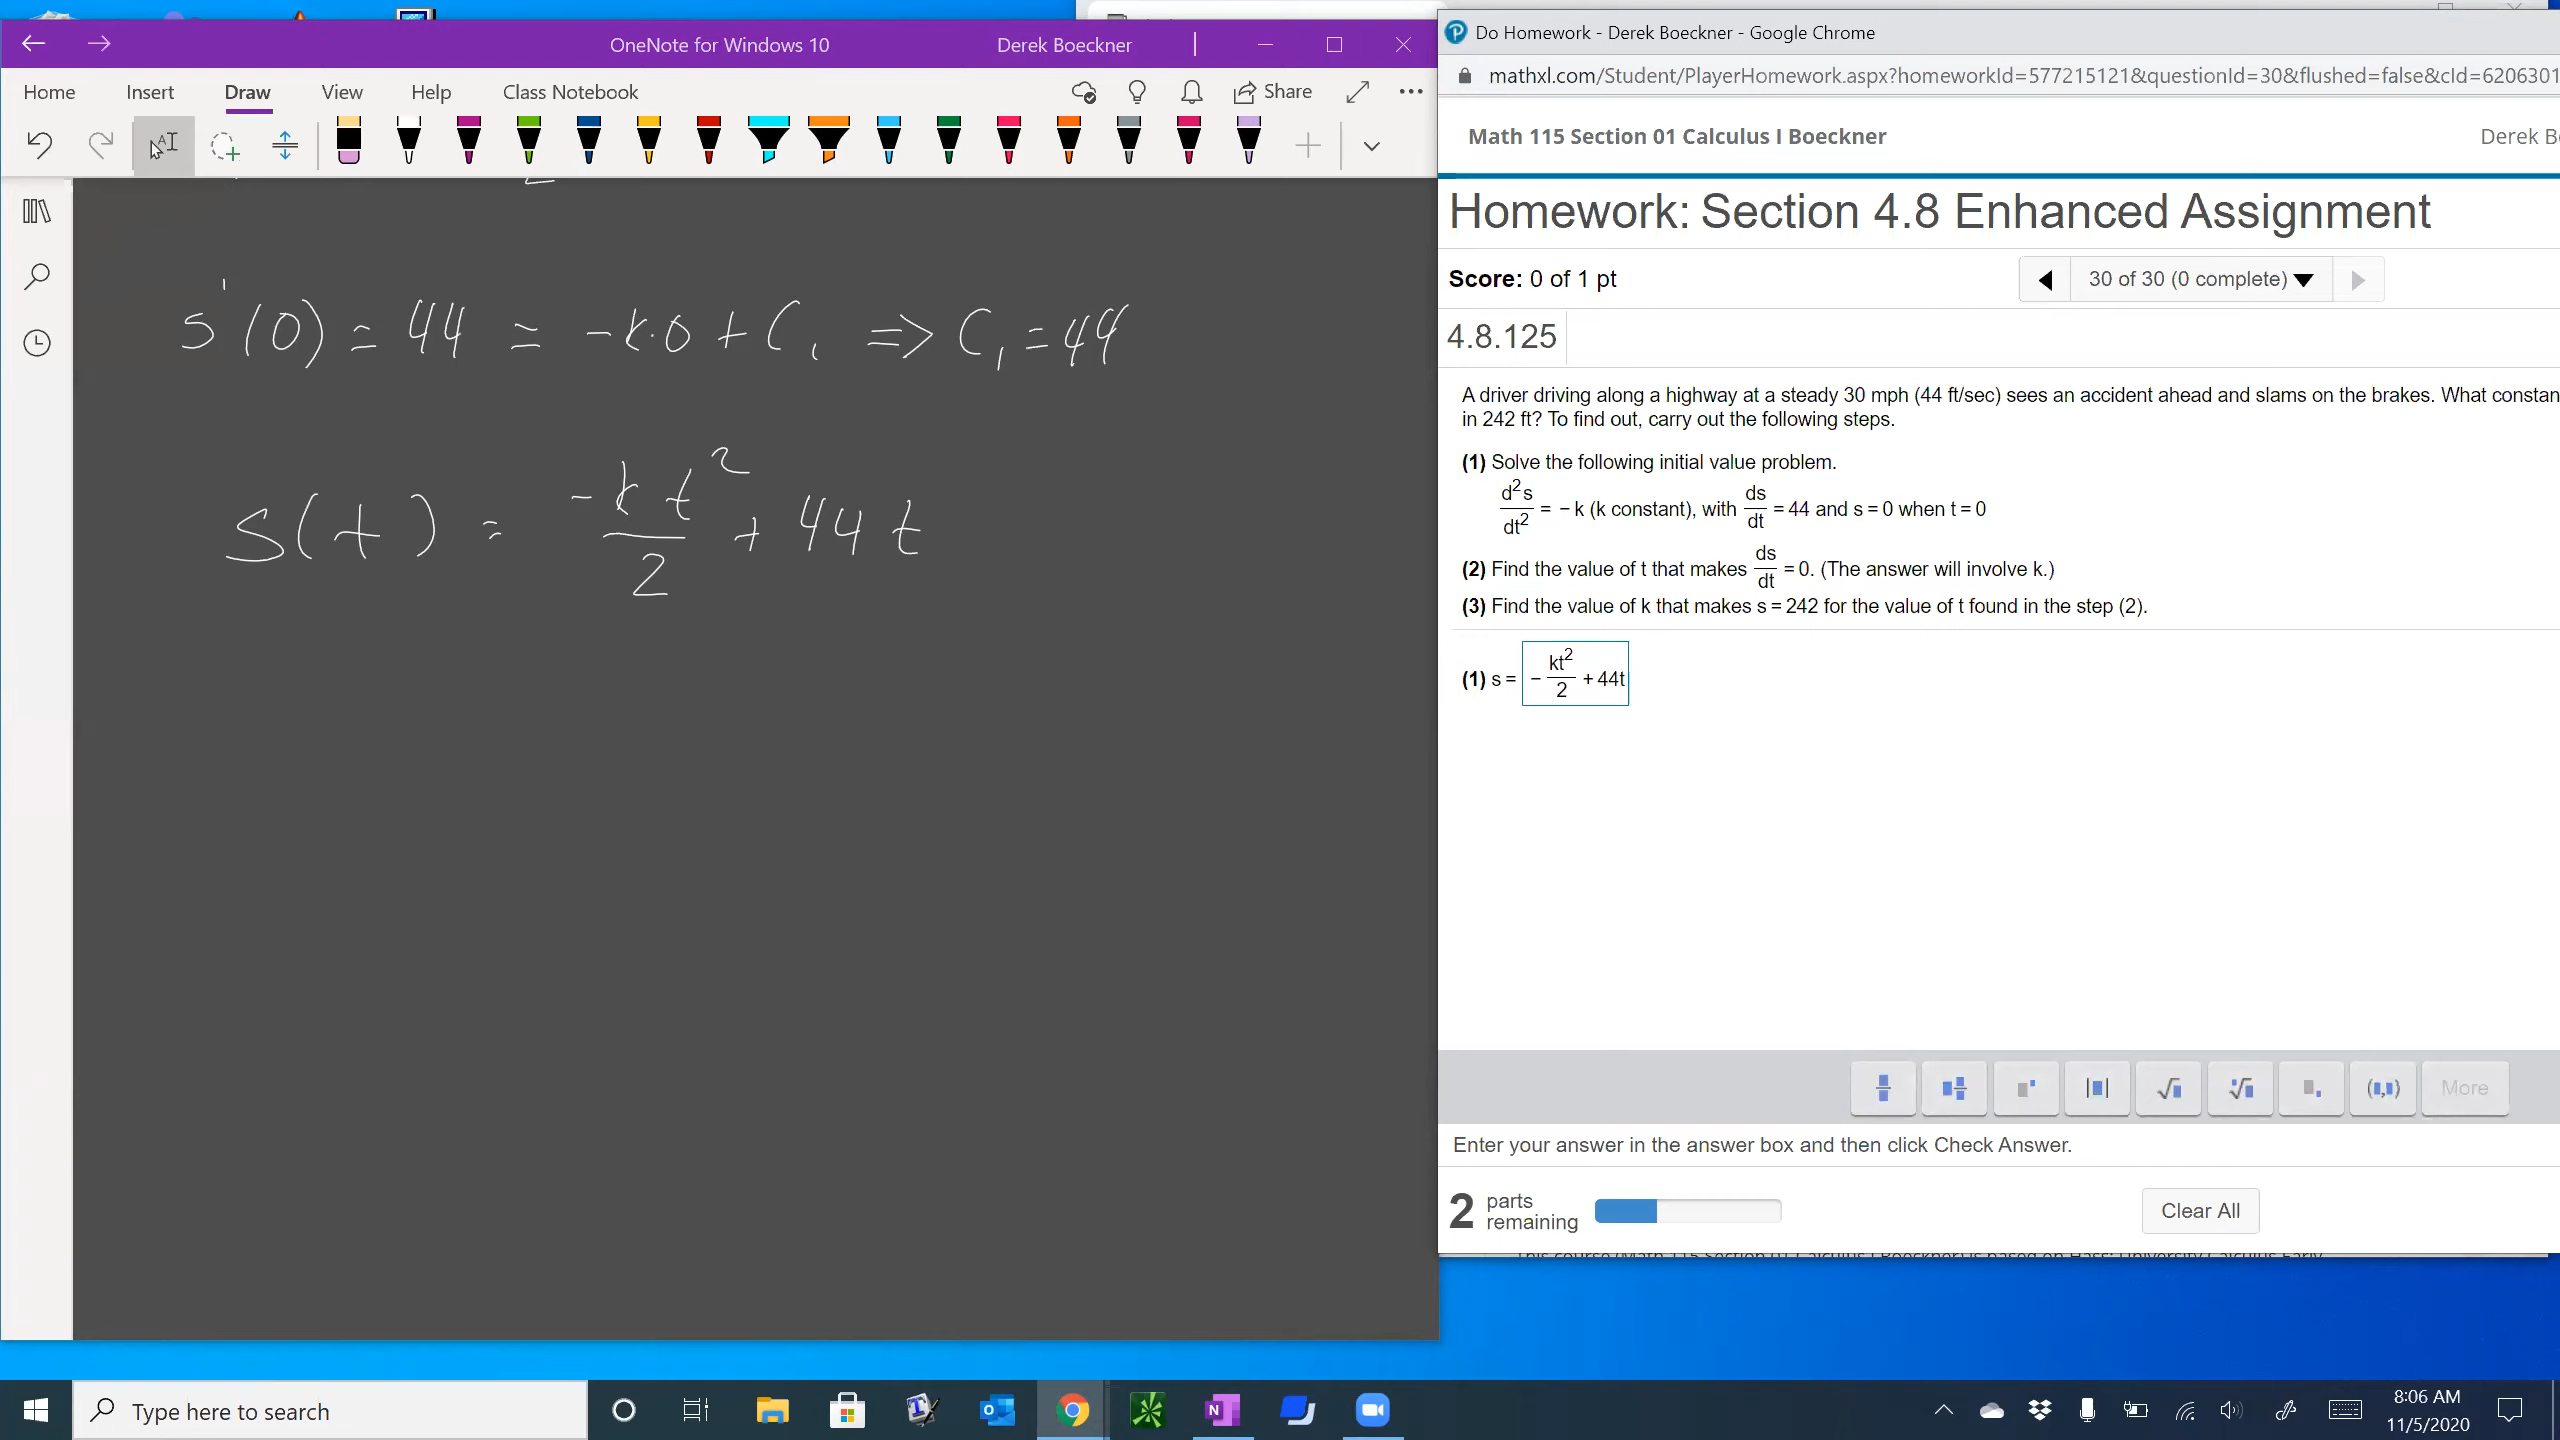 OneNote for Windows 10
Derek Boeckner
Home Insert Draw View Help Class Notebook
Share
s'(0) = 44 = -k·0 + C₁ => C₁ = 44
s(t) = -kt²/2 + 44t
Do Homework - Derek Boeckner - Google Chrome
mathxl.com/Student/PlayerHomework.aspx?homeworkId=577215121&questionId=30&flushed=false&cId=6206301
Math 115 Section 01 Calculus I Boeckner
Derek B
Homework: Section 4.8 Enhanced Assignment
Score: 0 of 1 pt
30 of 30 (0 complete)
4.8.125
A driver driving along a highway at a steady 30 mph (44 ft/sec) sees an accident ahead and slams on the brakes. What constan
in 242 ft? To find out, carry out the following steps.
(1) Solve the following initial value problem.
d²s/dt² = − k (k constant), with ds/dt = 44 and s = 0 when t = 0
(2) Find the value of t that makes ds/dt = 0. (The answer will involve k.)
(3) Find the value of k that makes s = 242 for the value of t found in the step (2).
(1) s = − kt²/2 + 44t
More
Enter your answer in the answer box and then click Check Answer.
2 parts remaining
Clear All
Type here to search
8:06 AM
11/5/2020